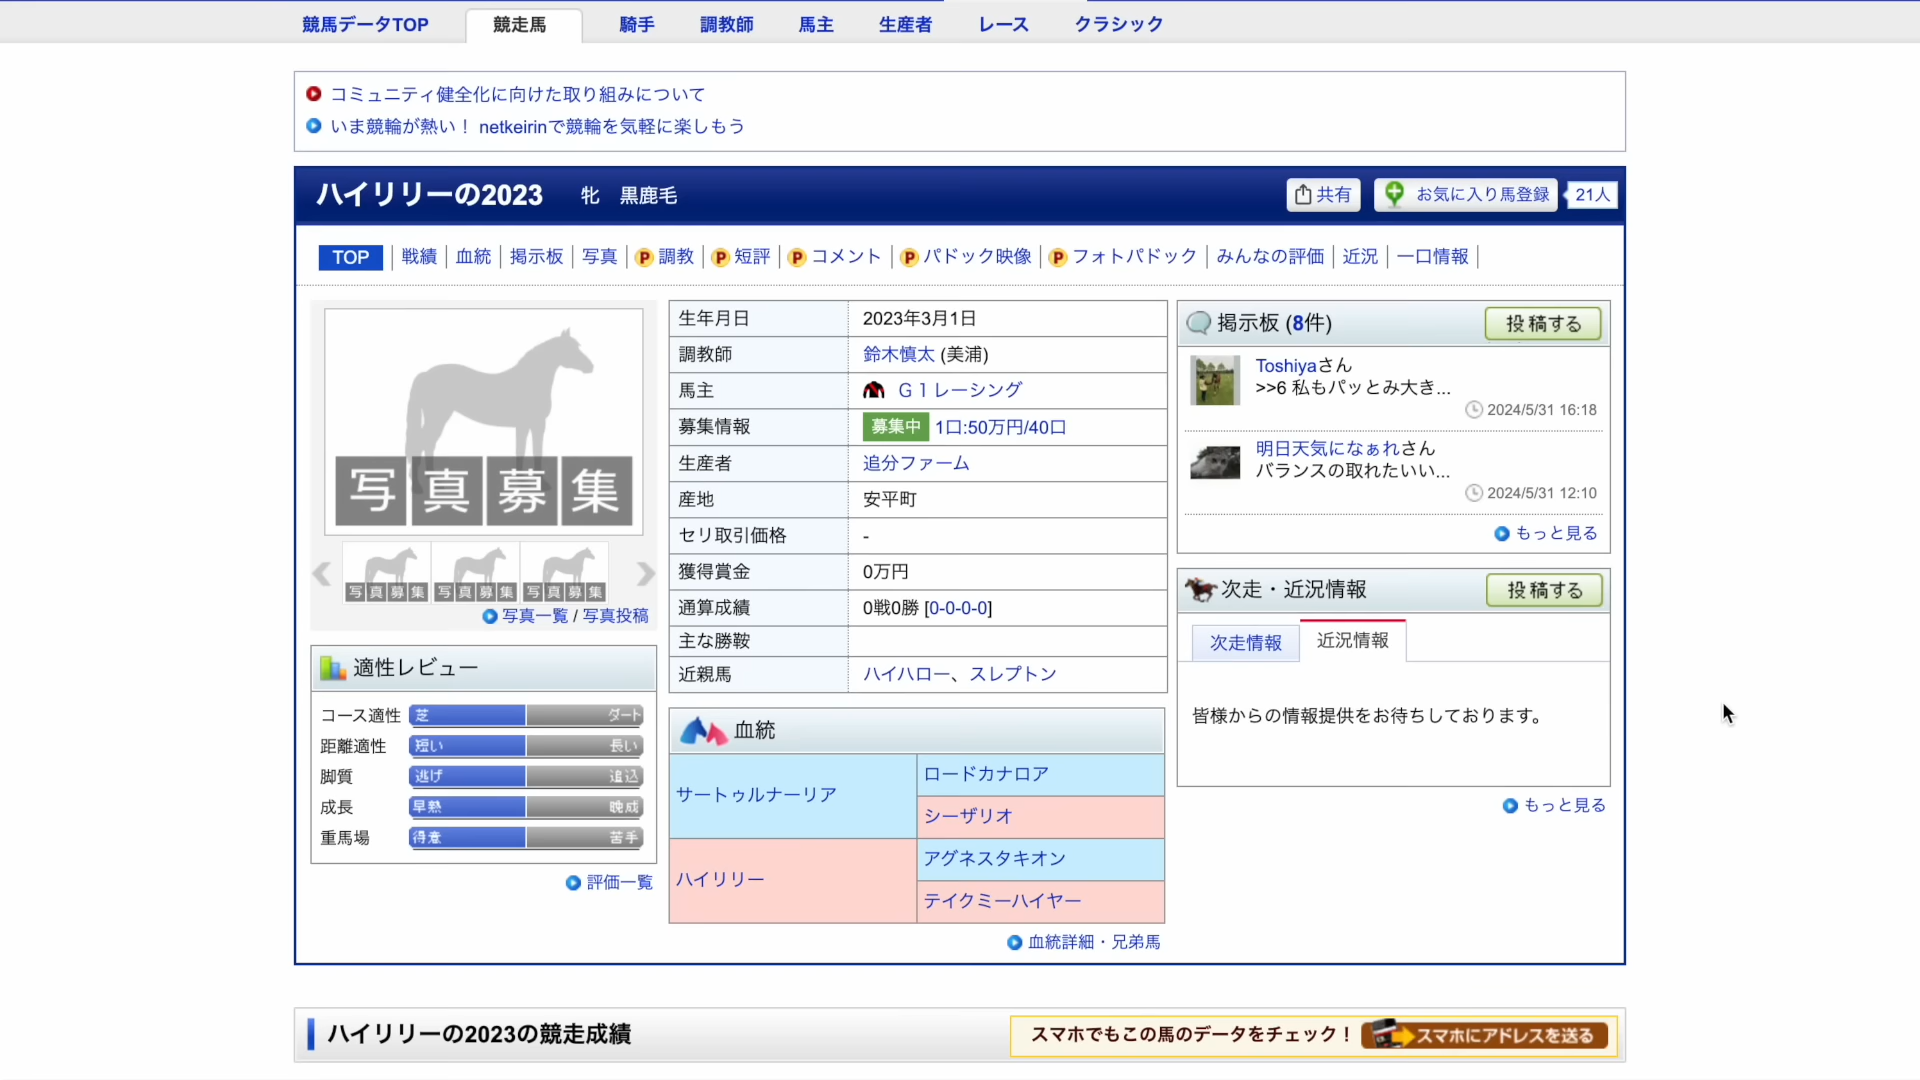 競馬データTOP 競走馬 騎手 調教師 馬主 生産者 レース クラシック
コミュニティ健全化に向けた取り組みについて
いま競輪が熱い！ netkeirinで競輪を気軽に楽しもう
ハイリリーの2023 牝 黒鹿毛 共有 お気に入り馬登録 21人
TOP 戦績 血統 掲示板 写真 P 調教 P 短評 P コメント P パドック映像 P フォトパドック みんなの評価 近況 一口情報
写真募集
写真募集 写真募集 写真募集
写真一覧 / 写真投稿
適性レビュー
コース適性 芝 ダート
距離適性 短い 長い
脚質 逃げ 追込
成長 早熟 晩成
重馬場 得意 苦手
評価一覧
生年月日 2023年3月1日
調教師 鈴木慎太 (美浦)
馬主 Ｇ１レーシング
募集情報 募集中 1口:50万円/40口
生産者 追分ファーム
産地 安平町
セリ取引価格 -
獲得賞金 0万円
通算成績 0戦0勝 [0-0-0-0]
主な勝鞍
近親馬 ハイハロー、スレプトン
血統
サートゥルナーリア
ロードカナロア
シーザリオ
ハイリリー
アグネスタキオン
テイクミーハイヤー
血統詳細・兄弟馬
掲示板 (8件) 投稿する
Toshiyaさん
>>6 私もパッとみ大き...
2024/5/31 16:18
明日天気になぁれさん
バランスの取れたいい...
2024/5/31 12:10
もっと見る
次走・近況情報 投稿する
次走情報 近況情報
皆様からの情報提供をお待ちしております。
もっと見る
ハイリリーの2023の競走成績 スマホでもこの馬のデータをチェック！ スマホにアドレスを送る